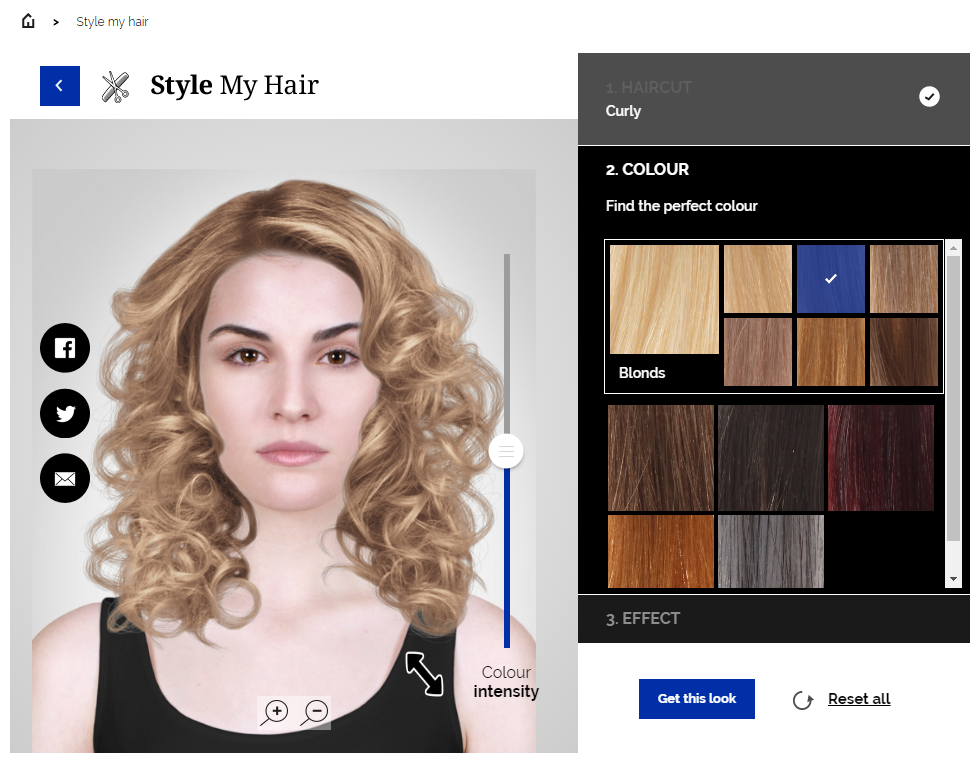 Style my hair
Style My Hair
1. HAIRCUT
Curly
2. COLOUR
Find the perfect colour
Blonds
3. EFFECT
Colour
intensity
Get this look
Reset all